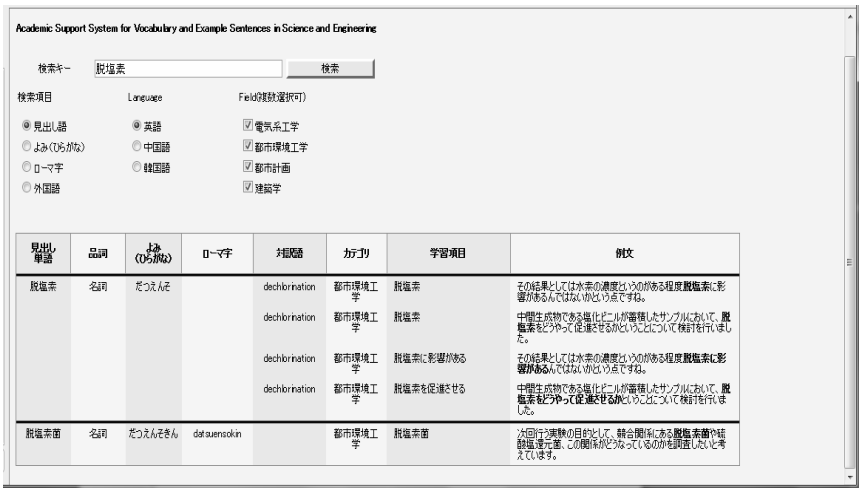 Academic Support System for Vocabulary and Example Sentences in Science and Engineering
検索キー 脱塩素 検索
検索項目 Language Field(複数選択可)
見出し語 英語 電気系工学
よみ(ひらがな) 中国語 都市環境工学
ローマ字 韓国語 都市計画
外国語 建築学
見出し単語 品詞 よみ(ひらがな) ローマ字 対訳語 カテゴリ 学習項目 例文
脱塩素 名詞 だつえんそ dechlorination 都市環境工学 脱塩素 その結果としては水素の濃度というのがある程度脱塩素に影
響があるんではないかという点ですね。
dechlorination 都市環境工学 脱塩素 中間生成物である塩化ビニルが蓄積したサンプルにおいて、脱
塩素をどうやって促進させるかということについて検討を行いまし
た。
dechlorination 都市環境工学 脱塩素に影響がある その結果としては水素の濃度というのがある程度脱塩素に影
響があるんではないかという点ですね。
dechlorination 都市環境工学 脱塩素を促進させる 中間生成物である塩化ビニルが蓄積したサンプルにおいて、脱
塩素をどうやって促進させるかということについて検討を行いま
した。
脱塩素菌 名詞 だつえんそきん datsuensokin 都市環境工学 脱塩素菌 次回行う実験の目的として、競合関係にある脱塩素菌や硫
酸塩還元菌、この関係がどうなっているのかを調査したいと考
えています。